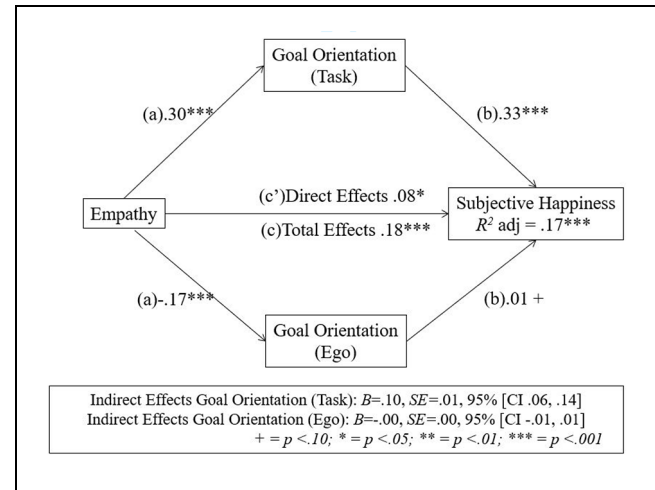 Goal Orientation
(Task)
(a).30***
(b).33***
Empathy
(c’)Direct Effects .08*
(c)Total Effects .18***
Subjective Happiness
R² adj = .17***
(a)-.17***
(b).01 +
Goal Orientation
(Ego)
Indirect Effects Goal Orientation (Task): B=.10, SE=.01, 95% [CI .06, .14]
Indirect Effects Goal Orientation (Ego): B=-.00, SE=.00, 95% [CI -.01, .01]
+ = p <.10; * = p <.05; ** = p <.01; *** = p <.001